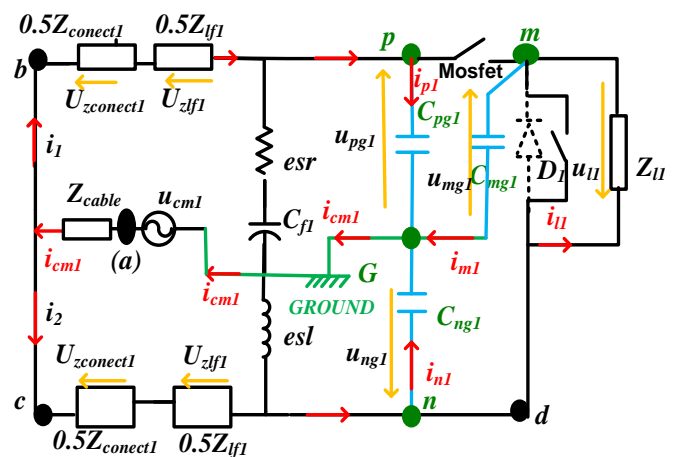 0.5Zconect1 0.5Zlf1
p
m
b
Mosfet
Uzconect1 Uzlf1
ip1
Cpg1
i1
esr
upg1
umg1
Cmg1
D1
ul1
Zl1
Zcable
ucm1
Cf1
icm1
il1
icm1
(a)
im1
G
icm1
GROUND
Cng1
i2
esl
Uzconect1
Uzlf1
ung1
in1
c
n
d
0.5Zconect1
0.5Zlf1